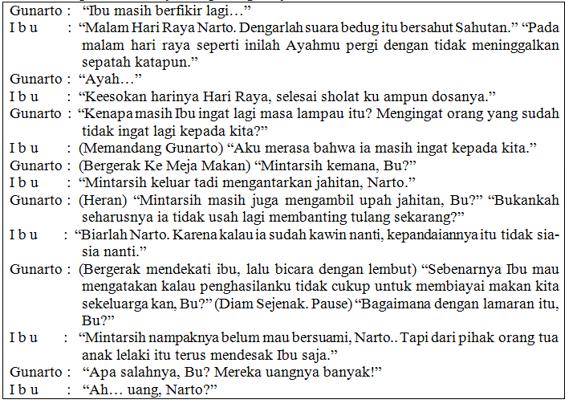 Gunarto : “Ibu masih berfikir lagi…”
I b u : “Malam Hari Raya Narto. Dengarlah suara bedug itu bersahut Sahutan.” “Pada
malam hari raya seperti inilah Ayahmu pergi dengan tidak meninggalkan
sepatah katapun.”
Gunarto : “Ayah…”
I b u : “Keesokan harinya Hari Raya, selesai sholat ku ampun dosanya.”
Gunarto : “Kenapa masih Ibu ingat lagi masa lampau itu? Mengingat orang yang sudah
tidak ingat lagi kepada kita?”
I b u : (Memandang Gunarto) “Aku merasa bahwa ia masih ingat kepada kita.”
Gunarto : (Bergerak Ke Meja Makan) “Mintarsih kemana, Bu?”
I b u : “Mintarsih keluar tadi mengantarkan jahitan, Narto.”
Gunarto : (Heran) “Mintarsih masih juga mengambil upah jahitan, Bu?” “Bukankah
seharusnya ia tidak usah lagi membanting tulang sekarang?”
I b u : “Biarlah Narto. Karena kalau ia sudah kawin nanti, kepandaiannya itu tidak sia-
sia nanti.”
Gunarto : (Bergerak mendekati ibu, lalu bicara dengan lembut) “Sebenarnya Ibu mau
mengatakan kalau penghasilanku tidak cukup untuk membiayai makan kita
sekeluarga kan, Bu?” (Diam Sejenak. Pause) “Bagaimana dengan lamaran itu,
Bu?”
I b u : “Mintarsih nampaknya belum mau bersuami, Narto.. Tapi dari pihak orang tua
anak lelaki itu terus mendesak Ibu saja.”
Gunarto : “Apa salahnya, Bu? Mereka uangnya banyak!”
I b u : “Ah… uang, Narto?”